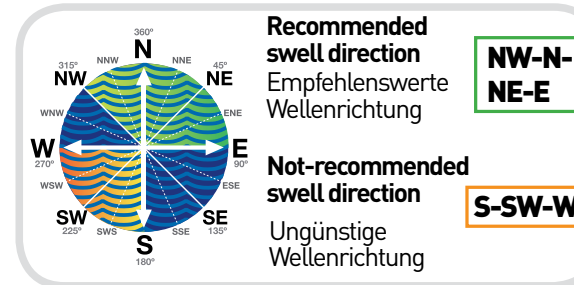 360°
N
NNW
NNE
315°
NW
45°
NE
WNW
ENE
W
270°
E
90°
WSW
ESE
SW
225°
SWS
SSE
SE
135°
S
180°
Recommended
swell direction
Empfehlenswerte
Wellenrichtung
NW-N-
NE-E
Not-recommended
swell direction
Ungünstige
Wellenrichtung
S-SW-W